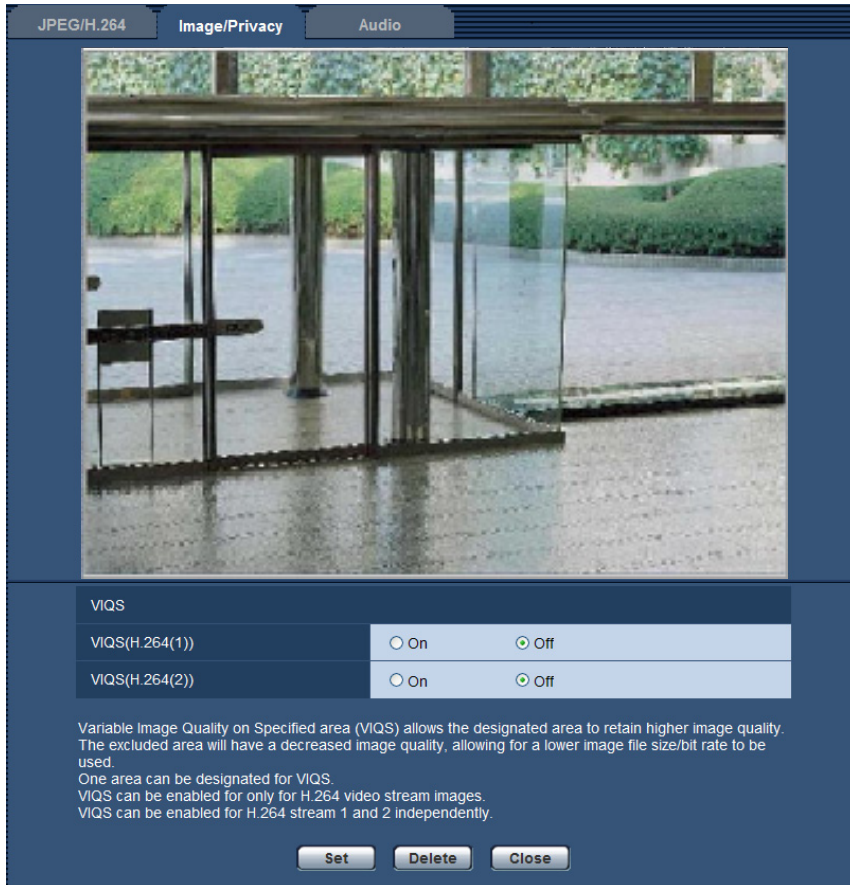 JPEG/H.264 Image/Privacy Audio
VIQS
VIQS(H.264(1)) On Off
VIQS(H.264(2)) On Off
Variable Image Quality on Specified area (VIQS) allows the designated area to retain higher image quality.
The excluded area will have a decreased image quality, allowing for a lower image file size/bit rate to be
used.
One area can be designated for VIQS.
VIQS can be enabled for only for H.264 video stream images.
VIQS can be enabled for H.264 stream 1 and 2 independently.
Set Delete Close